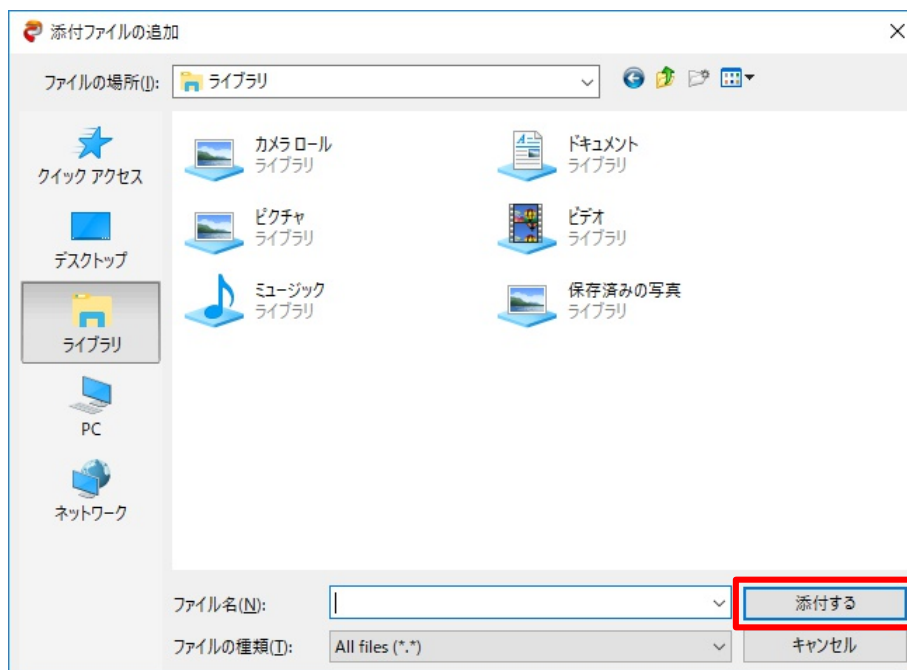 添付ファイルの追加
ファイルの場所(I): ライブラリ
クイック アクセス
デスクトップ
ライブラリ
PC
ネットワーク
カメラ ロール
ライブラリ
ドキュメント
ライブラリ
ピクチャ
ライブラリ
ビデオ
ライブラリ
ミュージック
ライブラリ
保存済みの写真
ライブラリ
ファイル名(N): 添付する
ファイルの種類(T): All files (*.*) キャンセル